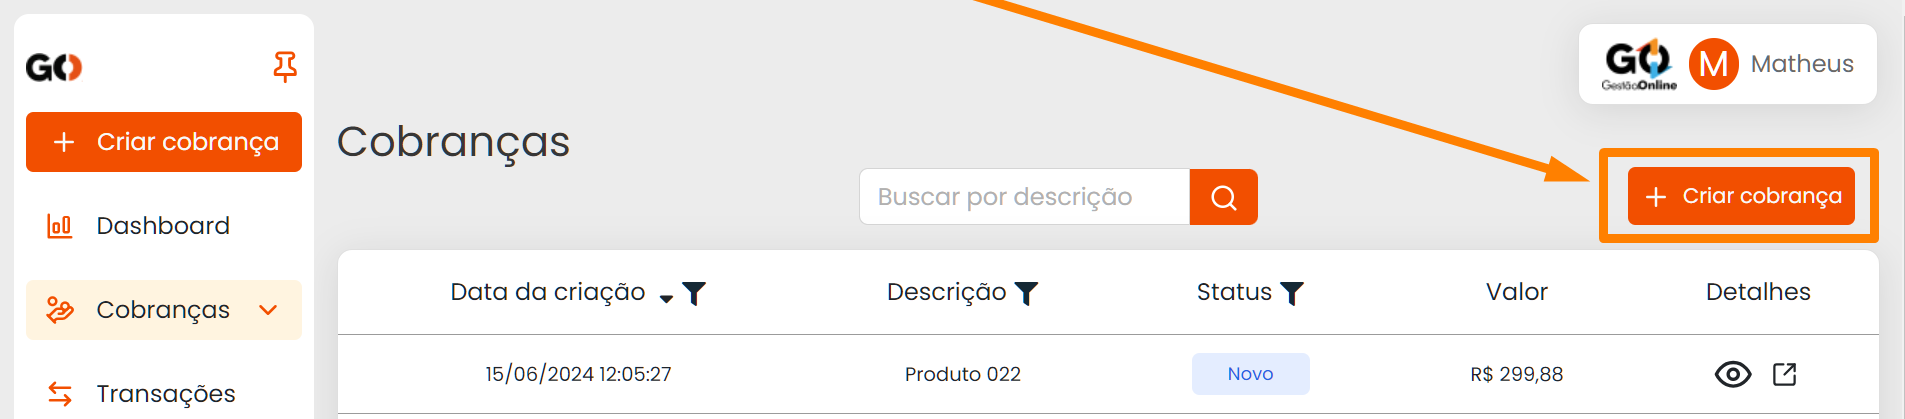 GO
Criar cobrança
Dashboard
Cobranças
Transações
GO
GestãoOnline
M Matheus
Cobranças
Buscar por descrição
Criar cobrança
Data da criação Descrição Status Valor Detalhes
15/06/2024 12:05:27 Produto 022 Novo R$ 299,88